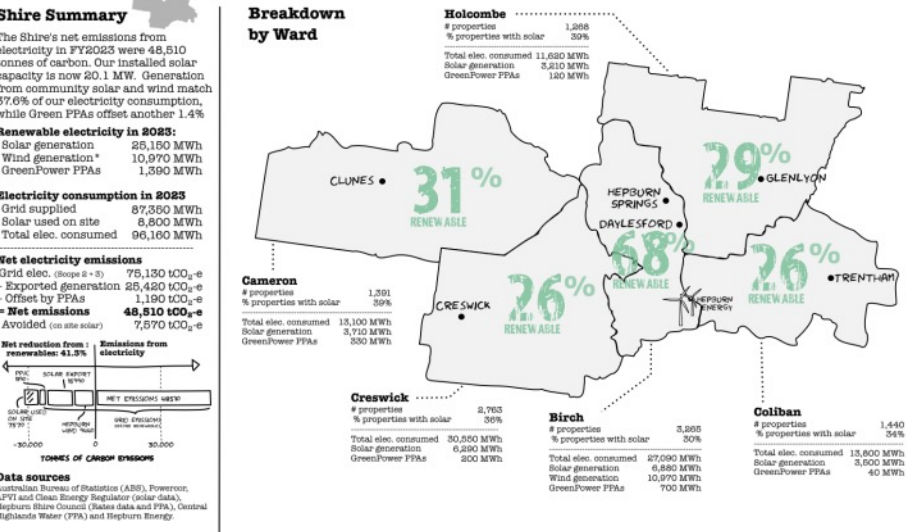 Shire Summary
The Shire's net emissions from
electricity in FY2023 were 48,510
tonnes of carbon. Our installed solar
capacity is now 20.1 MW. Generation
from community solar and wind match
37.6% of our electricity consumption,
while Green PPAs offset another 1.4%
Renewable electricity in 2023:
Solar generation 25,150 MWh
Wind generation* 10,970 MWh
GreenPower PPAs 1,390 MWh
Electricity consumption in 2023
Grid supplied 87,350 MWh
Solar used on site 8,800 MWh
Total elec. consumed 96,160 MWh
Net electricity emissions
Grid elec. (Scope 2 + 3) 75,130 tCO2-e
- Exported generation 25,420 tCO2-e
- Offset by PPAs 1,190 tCO2-e
= Net emissions 48,510 tCO2-e
Avoided (on site solar) 7,570 tCO2-e
Net reduction from : renewables: 41.3%
Emissions from electricity
SOLAR EXPORT
NET EMISSIONS 48510
SOLAR USED
ON SITE
7570
HEPBURN
WIND
GRID EMISSIONS
-30,000 0 30,000
TONNES OF CARBON EMISSIONS
Data sources
Australian Bureau of Statistics (ABS), Powercor,
APVI and Clean Energy Regulator (solar data),
Hepburn Shire Council (Rates data and PPA), Central
Highlands Water (PPA) and Hepburn Energy.
Breakdown
by Ward
Holcombe
# properties 1,268
% properties with solar 39%
Total elec. consumed 11,620 MWh
Solar generation 3,210 MWh
GreenPower PPAs 120 MWh
CLUNES
31%
RENEWABLE
29%
RENEWABLE
GLENLYON
HEPBURN
SPRINGS
DAYLESFORD
68%
RENEWABLE
26%
RENEWABLE
TRENTHAM
HEPBURN
ENERGY
CRESWICK
26%
RENEWABLE
Cameron
# properties 1,391
% properties with solar 39%
Total elec. consumed 13,100 MWh
Solar generation 3,710 MWh
GreenPower PPAs 330 MWh
Creswick
# properties 2,763
% properties with solar 36%
Total elec. consumed 30,550 MWh
Solar generation 6,290 MWh
GreenPower PPAs 200 MWh
Birch
# properties 3,265
% properties with solar 30%
Total elec. consumed 27,090 MWh
Solar generation 6,880 MWh
Wind generation 10,970 MWh
GreenPower PPAs 700 MWh
Coliban
# properties 1,440
% properties with solar 34%
Total elec. consumed 13,800 MWh
Solar generation 3,500 MWh
GreenPower PPAs 40 MWh